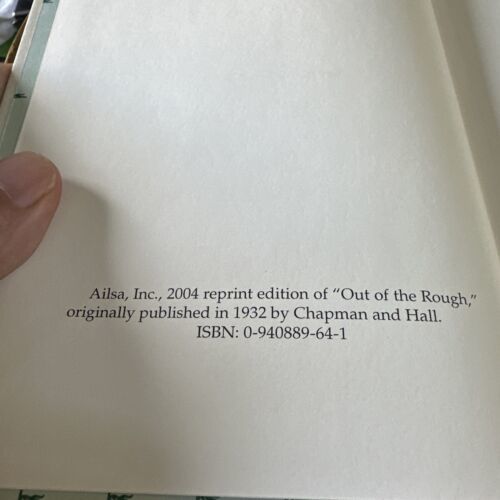 Ailsa, Inc., 2004 reprint edition of "Out of the Rough,"
originally published in 1932 by Chapman and Hall.
ISBN: 0-940889-64-1